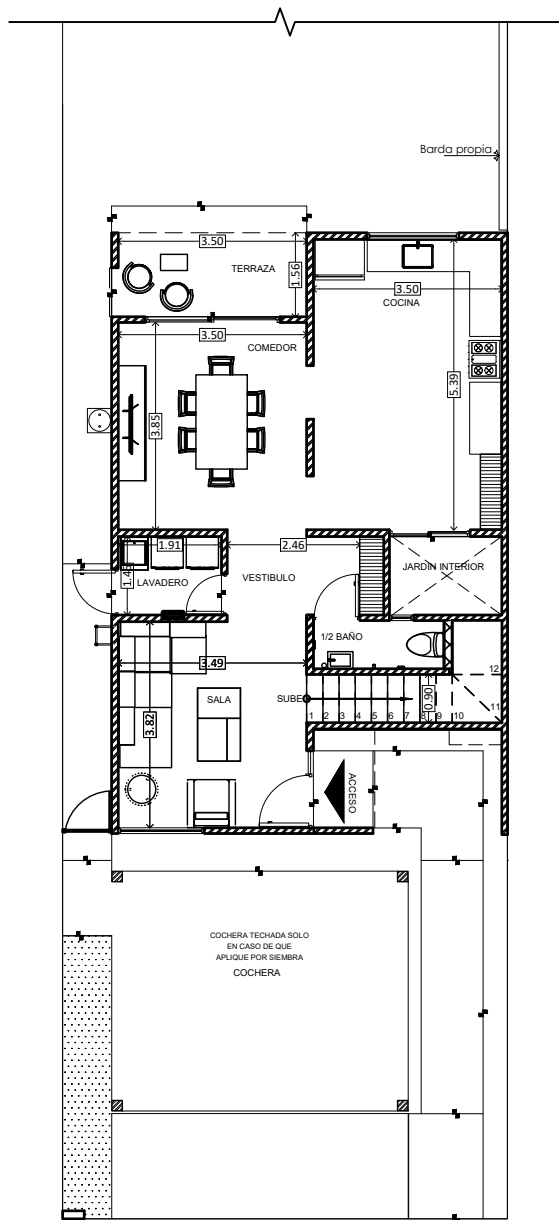 Barda propia
3.50
TERRAZA
1.56
COCINA
3.50
3.50
COMEDOR
3.85
5.39
1.91
2.46
LAVADERO
VESTIBULO
JARDIN INTERIOR
1/2 BAÑO
3.49
SALA
SUBE
0.90
1 2 3 4 5 6 7 8 9 10
11
12
3.82
ACCESO
COCHERA TECHADA SOLO
EN CASO DE QUE
APLIQUE POR SIEMBRA
COCHERA